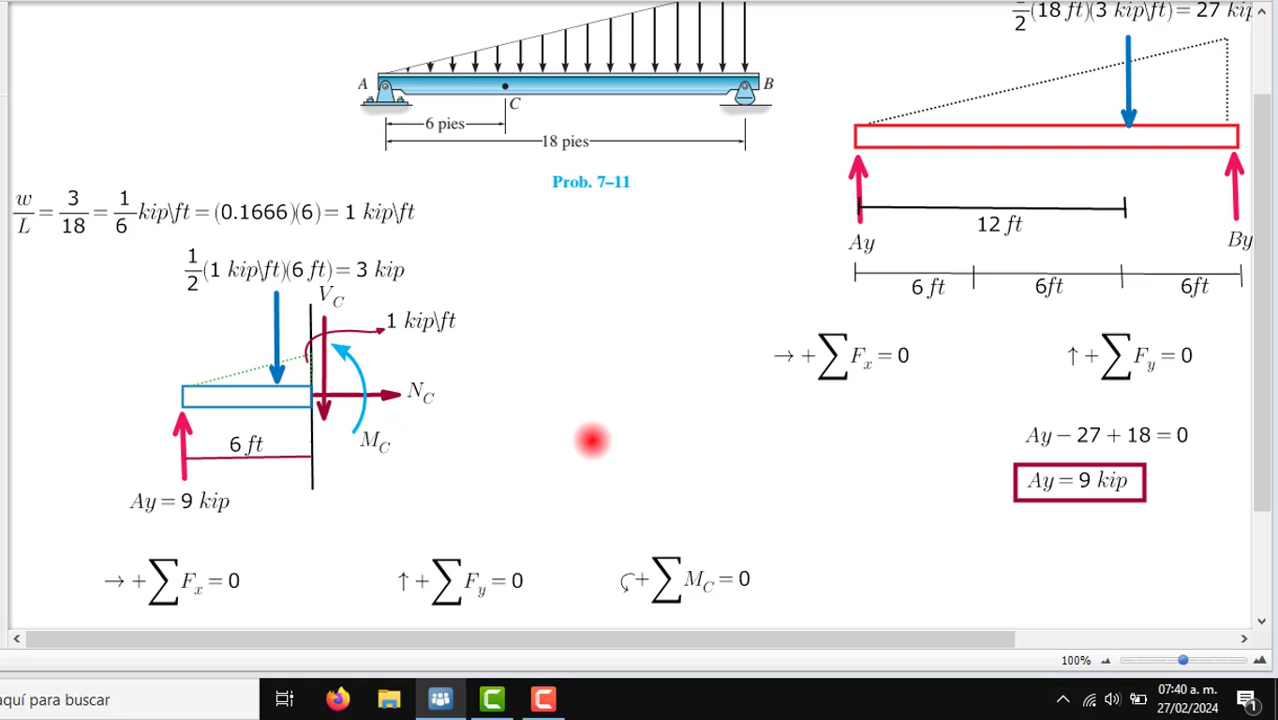 1/2 (18 ft)(3 kip\ft) = 27 kip
A
B
C
6 pies
18 pies
Prob. 7–11
w/L = 3/18 = 1/6 kip\ft = (0.1666)(6) = 1 kip\ft
1/2 (1 kip\ft)(6 ft) = 3 kip
V_C
1 kip\ft
N_C
M_C
6 ft
Ay = 9 kip
12 ft
Ay
By
6 ft
6ft
6ft
→ + ∑ F_x = 0
↑ + ∑ F_y = 0
Ay − 27 + 18 = 0
Ay = 9 kip
→ + ∑ F_x = 0
↑ + ∑ F_y = 0
⤹+ ∑ M_C = 0
100%
aquí para buscar
07:40 a. m.
27/02/2024
1